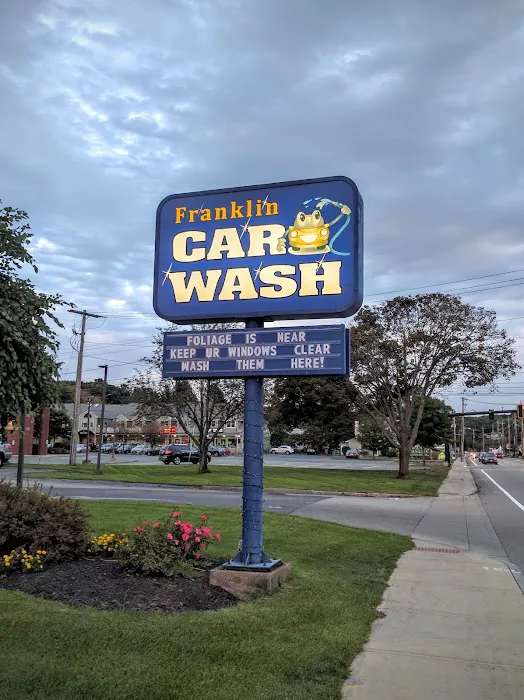 Franklin
CAR
WASH
FOLIAGE IS NEAR
KEEP UR WINDOWS CLEAR
WASH THEM HERE!